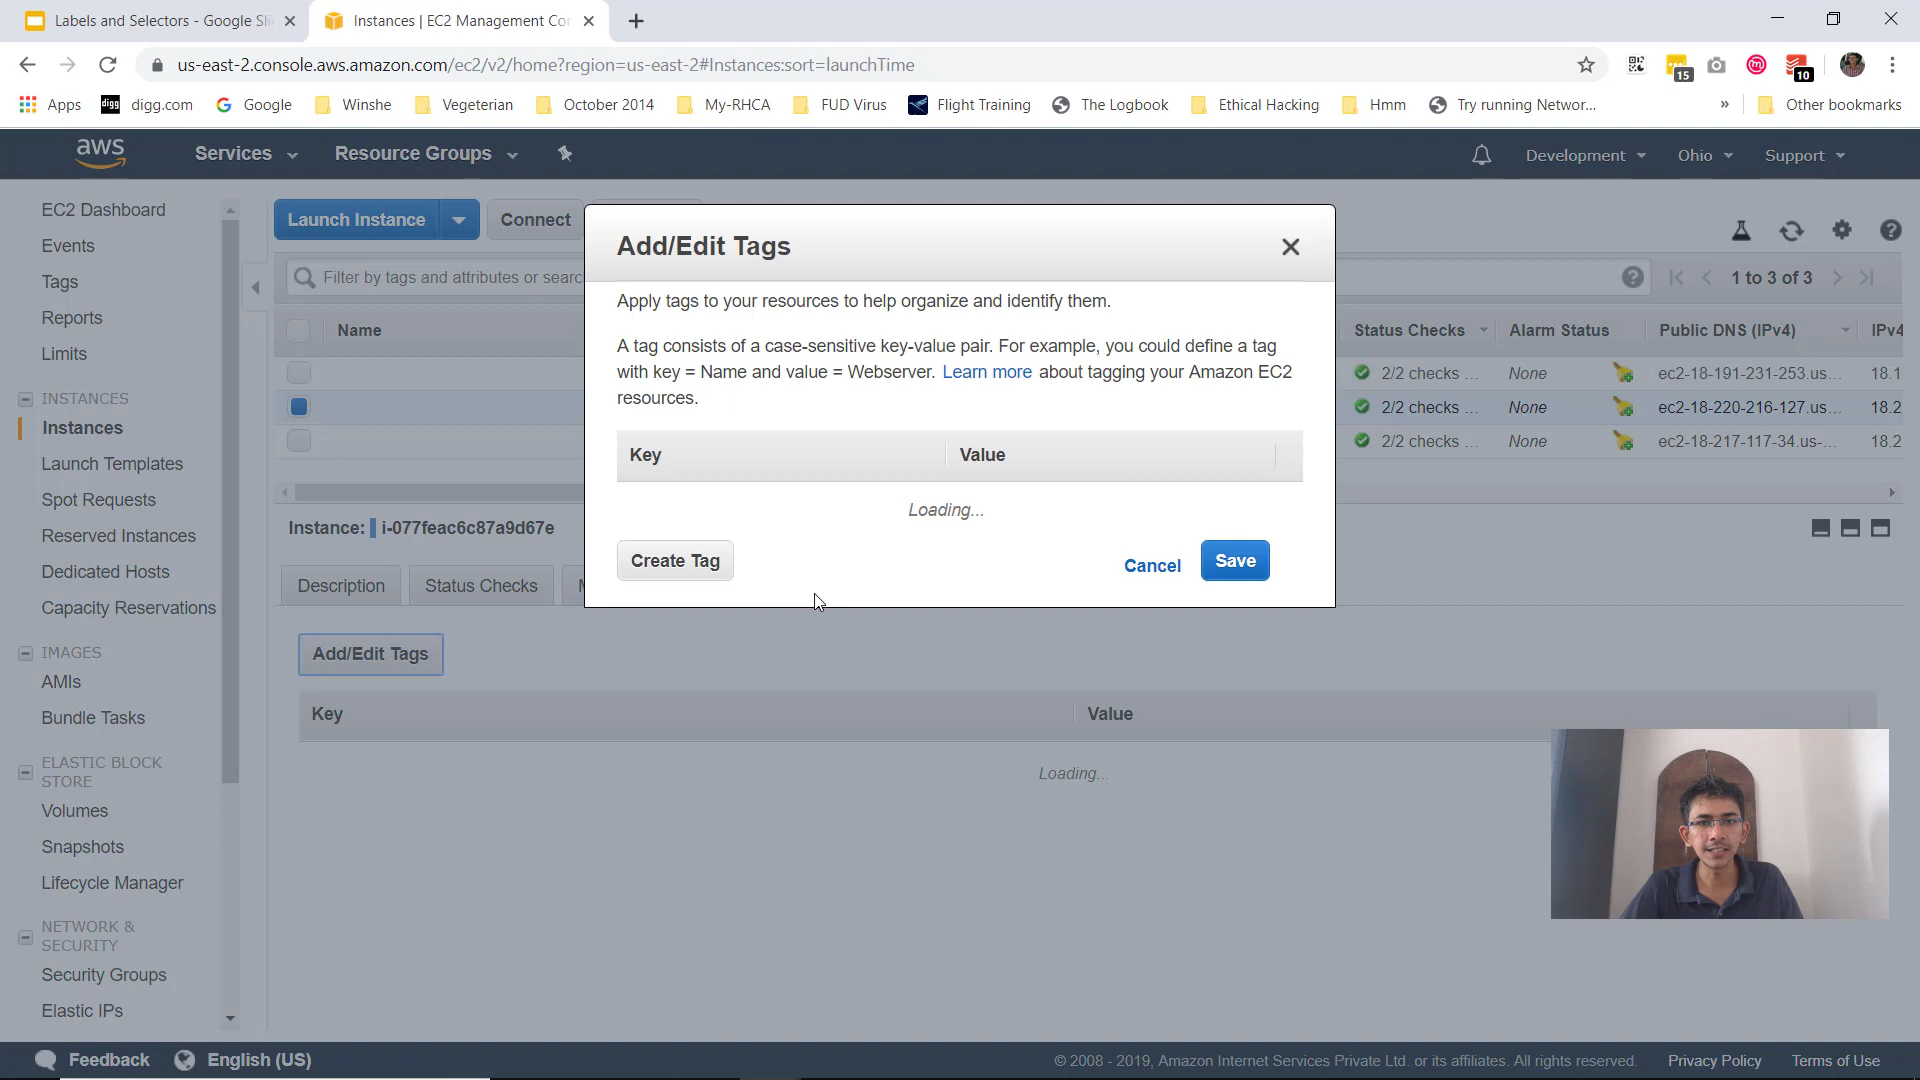 Labels and Selectors - Google Sli
Instances | EC2 Management Con
us-east-2.console.aws.amazon.com/ec2/v2/home?region=us-east-2#Instances:sort=launchTime
15
10
Apps
digg
digg.com
Google
Winshe
Vegeterian
October 2014
My-RHCA
FUD Virus
Flight Training
The Logbook
Ethical Hacking
Hmm
Try running Networ...
»
Other bookmarks
aws
Services
Resource Groups
Development
Ohio
Support
EC2 Dashboard
Events
Tags
Reports
Limits
INSTANCES
Instances
Launch Templates
Spot Requests
Reserved Instances
Dedicated Hosts
Capacity Reservations
IMAGES
AMIs
Bundle Tasks
ELASTIC BLOCK
STORE
Volumes
Snapshots
Lifecycle Manager
NETWORK &
SECURITY
Security Groups
Elastic IPs
Launch Instance
Connect
Filter by tags and attributes or searc
1 to 3 of 3
Name
Status Checks
Alarm Status
Public DNS (IPv4)
IPv4
2/2 checks ...
None
ec2-18-191-231-253.us...
18.1
2/2 checks ...
None
ec2-18-220-216-127.us...
18.2
2/2 checks ...
None
ec2-18-217-117-34.us-...
18.2
Instance:
i-077feac6c87a9d67e
Description
Status Checks
Add/Edit Tags
Key
Value
Loading...
Add/Edit Tags
Apply tags to your resources to help organize and identify them.
A tag consists of a case-sensitive key-value pair. For example, you could define a tag
with key = Name and value = Webserver. Learn more about tagging your Amazon EC2
resources.
Key
Value
Loading...
Create Tag
Cancel
Save
Feedback
English (US)
© 2008 - 2019, Amazon Internet Services Private Ltd. or its affiliates. All rights reserved.
Privacy Policy
Terms of Use